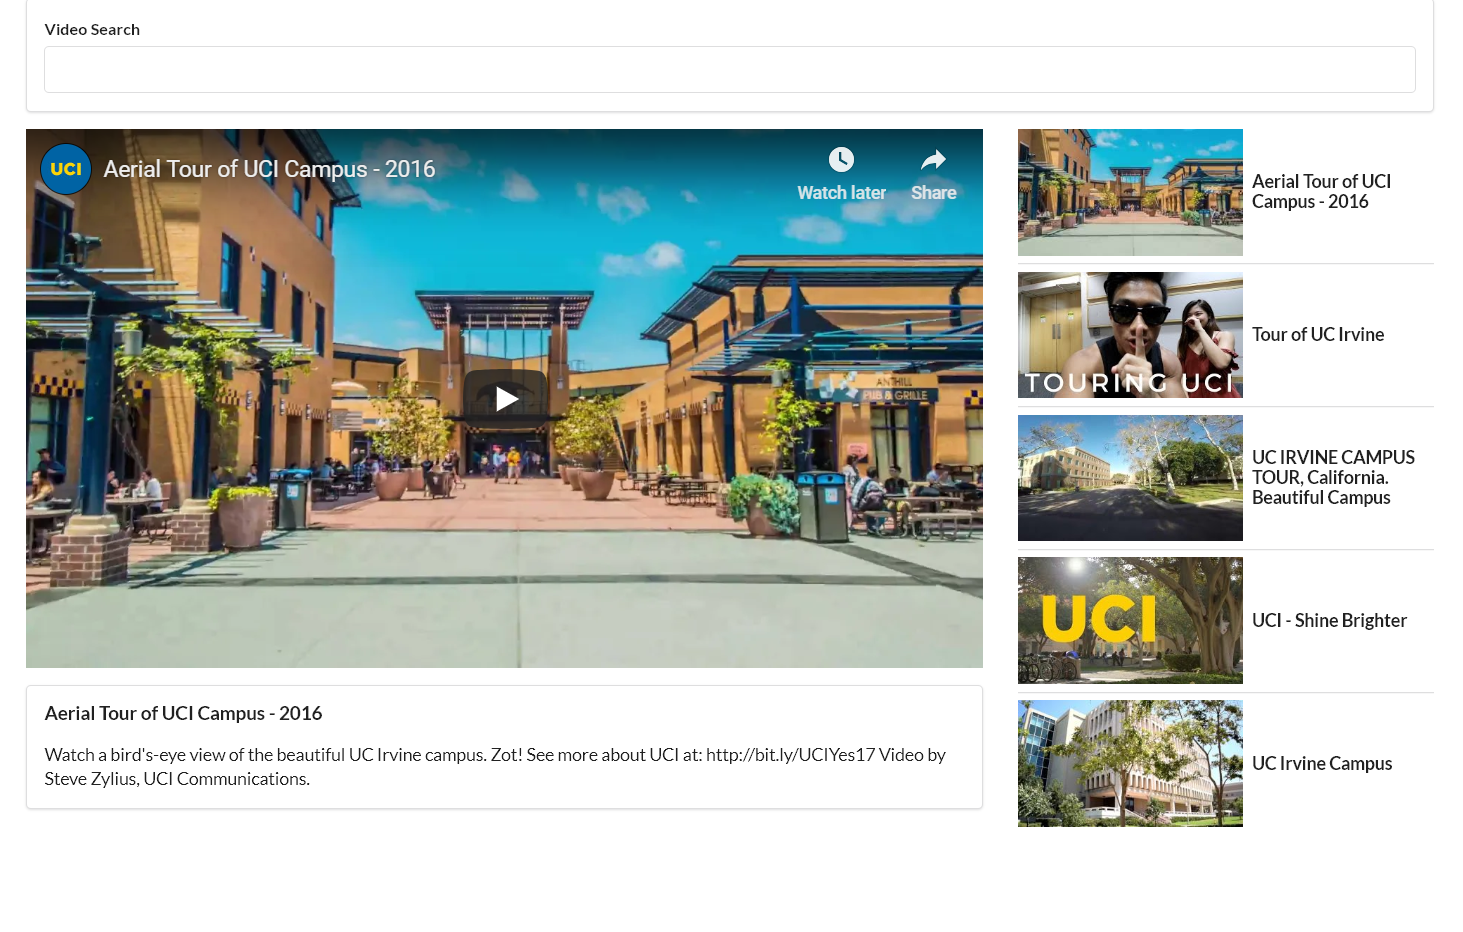 Video Search
UCI
Aerial Tour of UCI Campus - 2016
Watch later
Share
ANTHILL
PUB & GRILLE
Aerial Tour of UCI Campus - 2016
Watch a bird's-eye view of the beautiful UC Irvine campus. Zot! See more about UCI at: http://bit.ly/UCIYes17 Video by
Steve Zylius, UCI Communications.
Aerial Tour of UCI
Campus - 2016
TOURING UCI
Tour of UC Irvine
UC IRVINE CAMPUS
TOUR, California.
Beautiful Campus
UCI
UCI - Shine Brighter
UC Irvine Campus